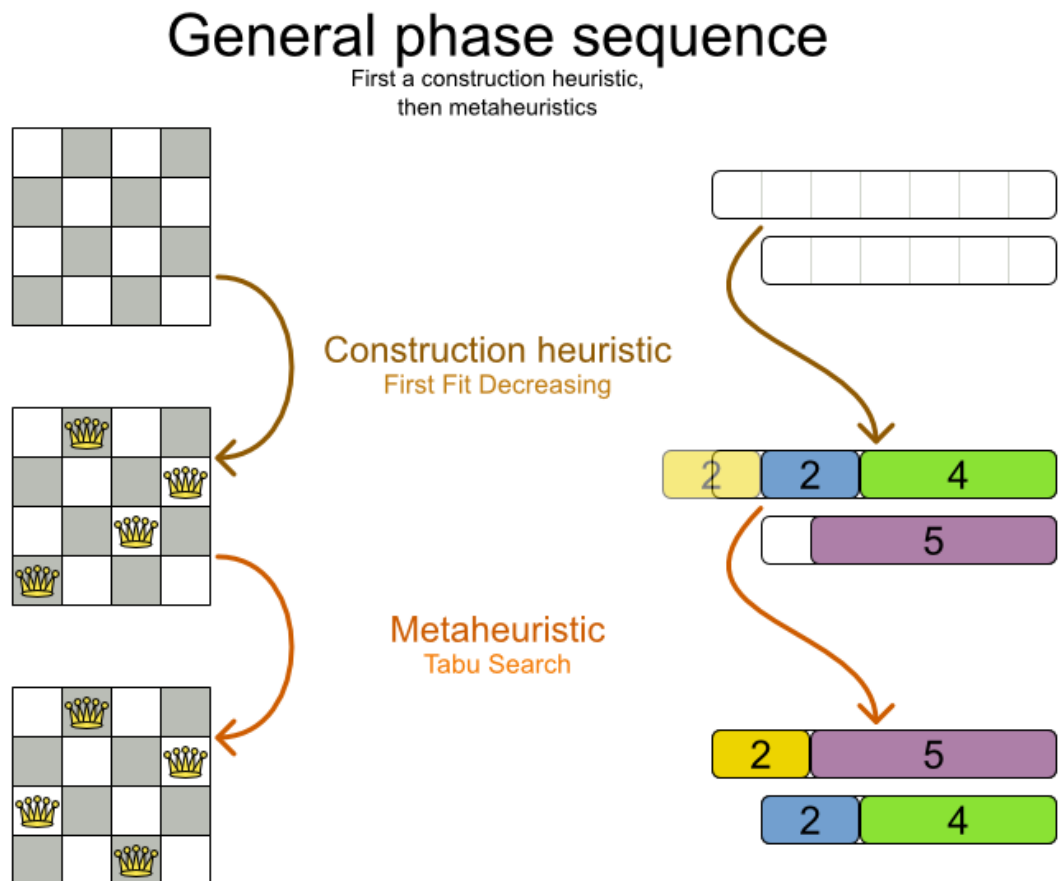 General phase sequence
First a construction heuristic,
then metaheuristics
Construction heuristic
First Fit Decreasing
2 2 4
5
Metaheuristic
Tabu Search
2 5
2 4